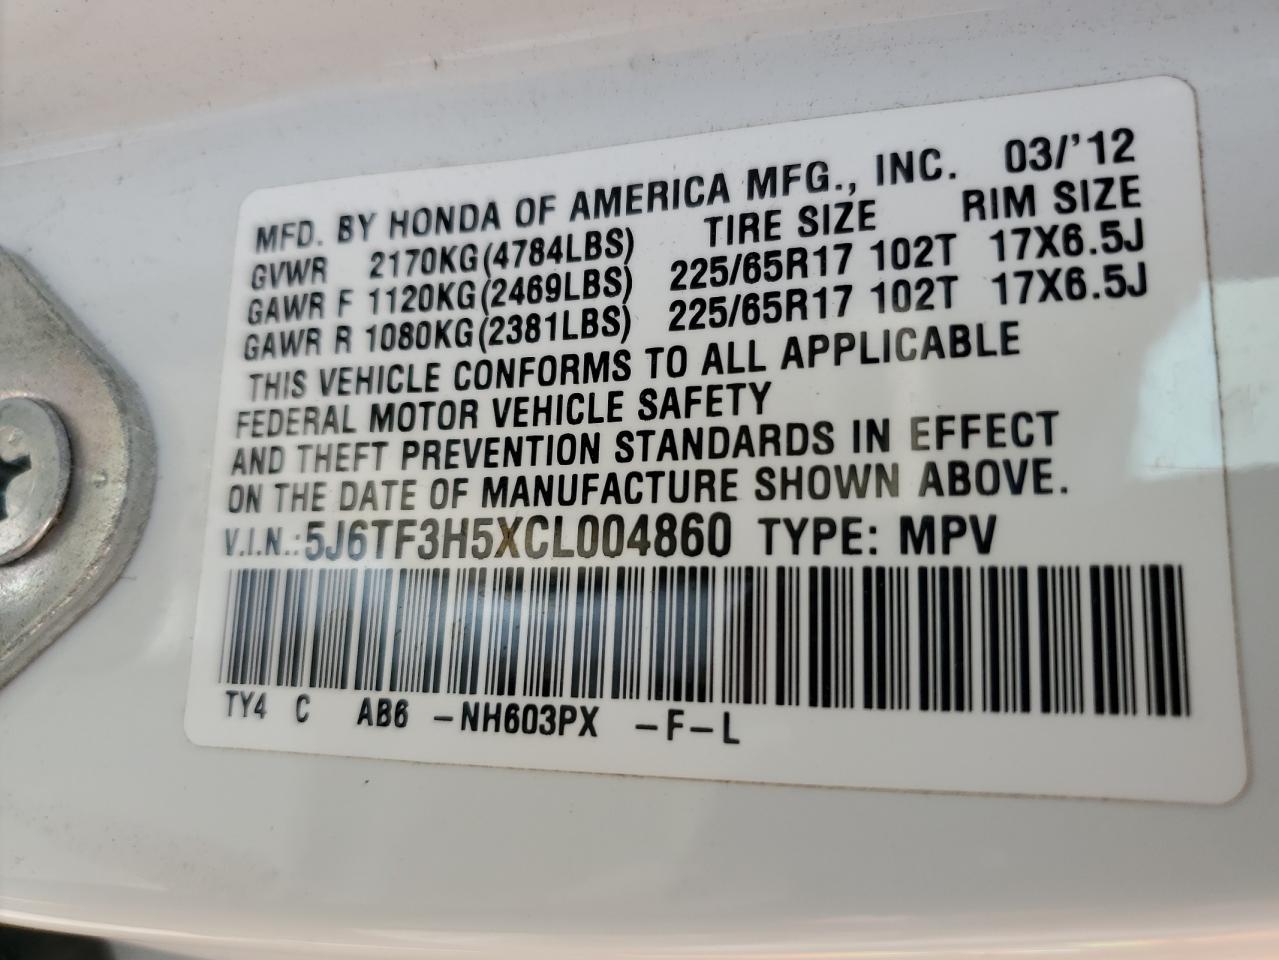 MFD. BY HONDA OF AMERICA MFG., INC. 03/'12
GVWR 2170KG(4784LBS) TIRE SIZE RIM SIZE
GAWR F 1120KG(2469LBS) 225/65R17 102T 17X6.5J
GAWR R 1080KG(2381LBS) 225/65R17 102T 17X6.5J
THIS VEHICLE CONFORMS TO ALL APPLICABLE
FEDERAL MOTOR VEHICLE SAFETY
AND THEFT PREVENTION STANDARDS IN EFFECT
ON THE DATE OF MANUFACTURE SHOWN ABOVE.
V.I.N.:5J6TF3H5XCL004860 TYPE: MPV
TY4 C AB6 -NH603PX -F-L